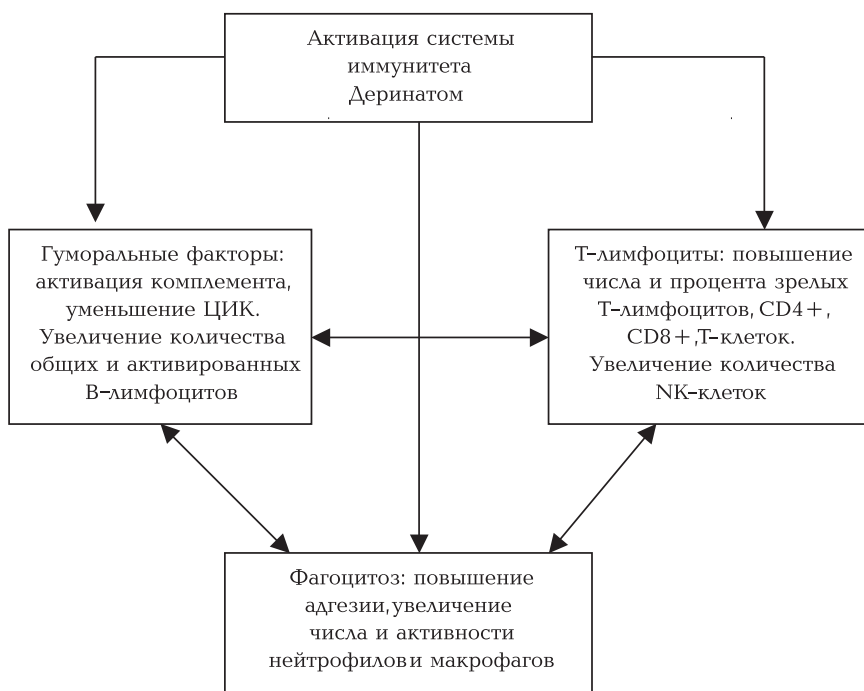 Активация системы
иммунитета
Деринатом
Гуморальные факторы:
активация комплемента,
уменьшение ЦИК.
Увеличение количества
общих и активированных
В-лимфоцитов
Т-лимфоциты: повышение
числа и процента зрелых
Т-лимфоцитов, CD4+,
CD8+,Т-клеток.
Увеличение количества
NK-клеток
Фагоцитоз: повышение
адгезии,увеличение
числа и активности
нейтрофилов и макрофагов